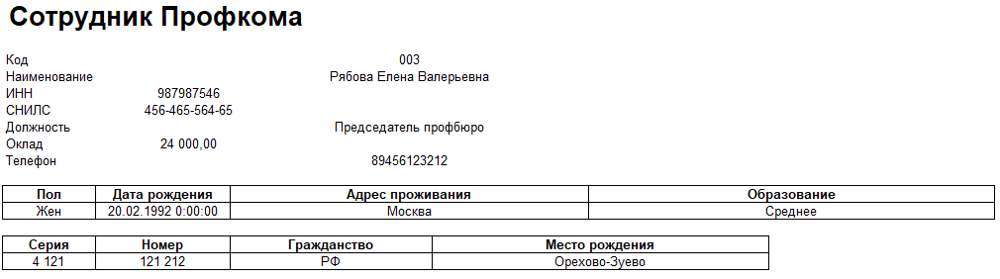 Сотрудник Профкома
Код 003
Наименование Рябова Елена Валерьевна
ИНН 987987546
СНИЛС 456-465-564-65
Должность Председатель профбюро
Оклад 24 000,00
Телефон 89456123212
Пол Дата рождения Адрес проживания Образование
Жен 20.02.1992 0:00:00 Москва Среднее
Серия Номер Гражданство Место рождения
4 121 121 212 РФ Орехово-Зуево